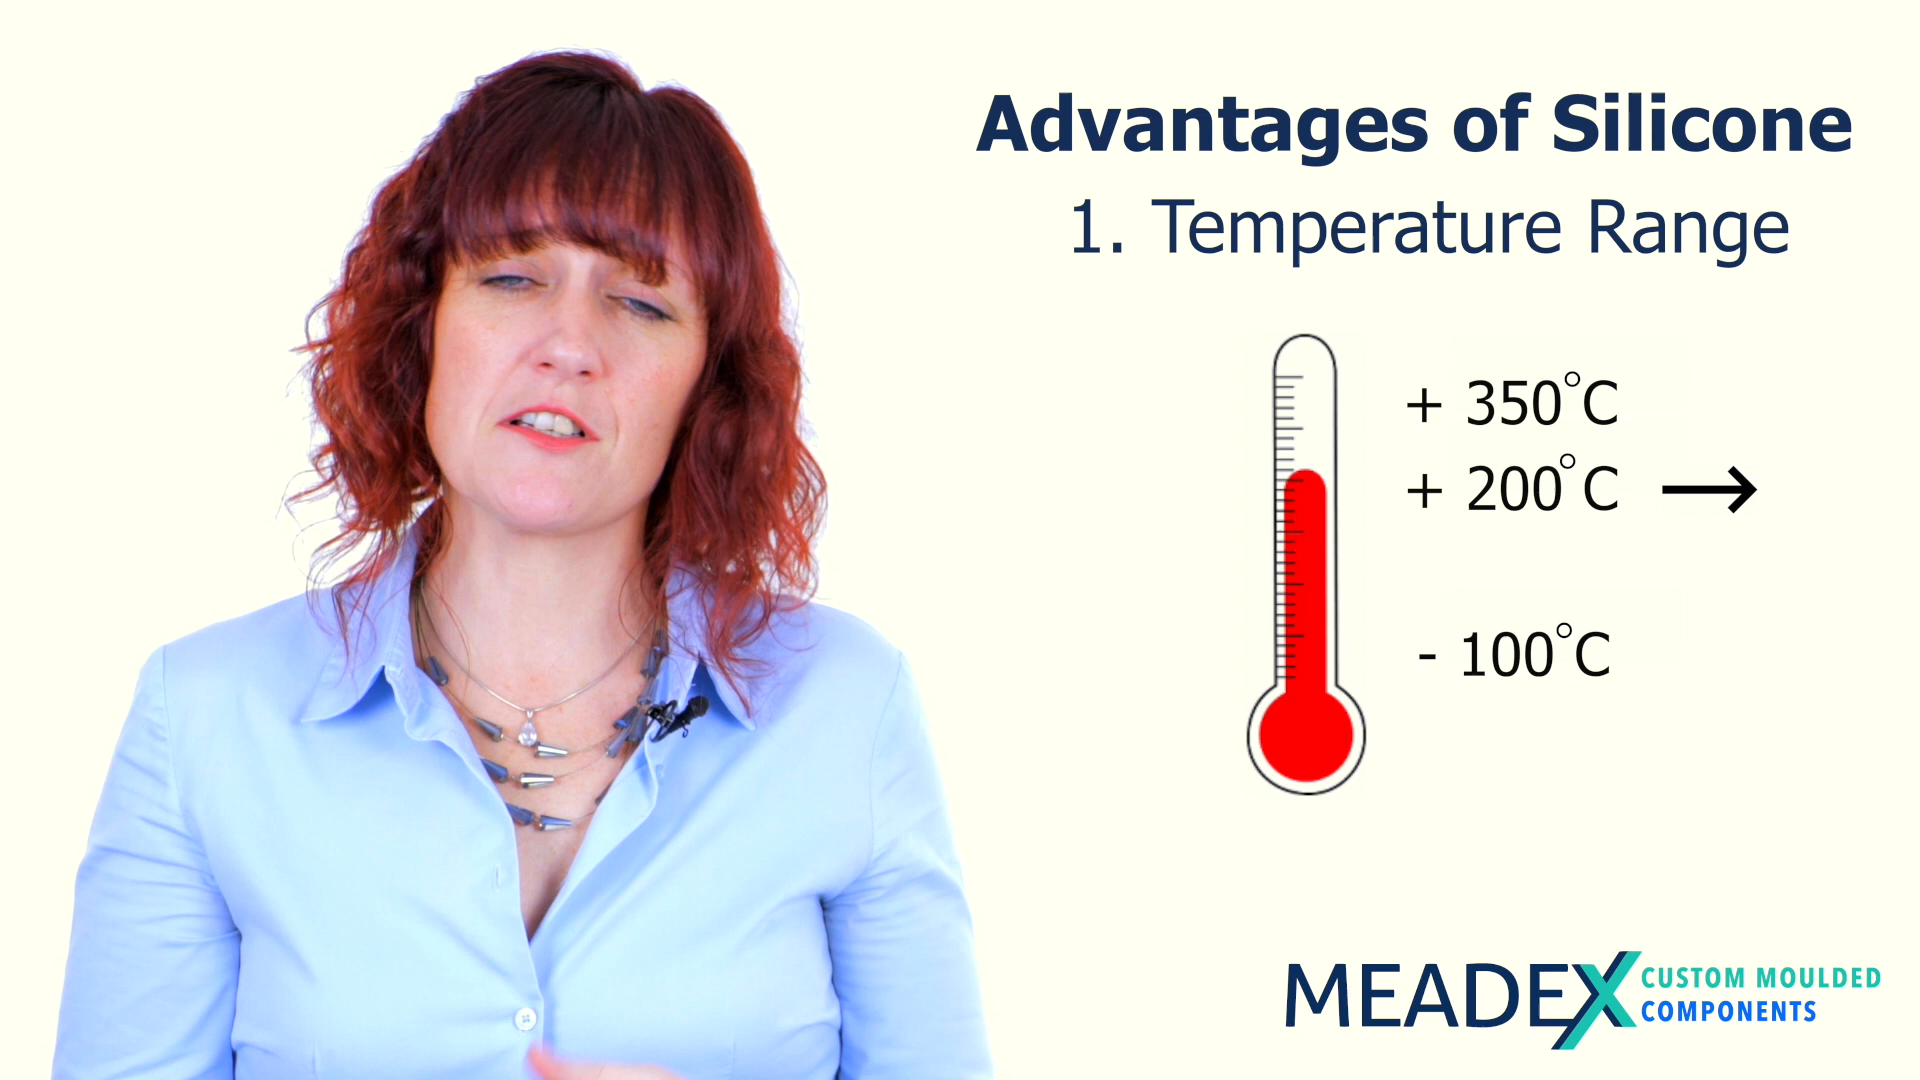 Advantages of Silicone
1. Temperature Range
+ 350°C
+ 200°C →
- 100°C
MEADEX CUSTOM MOULDED
COMPONENTS